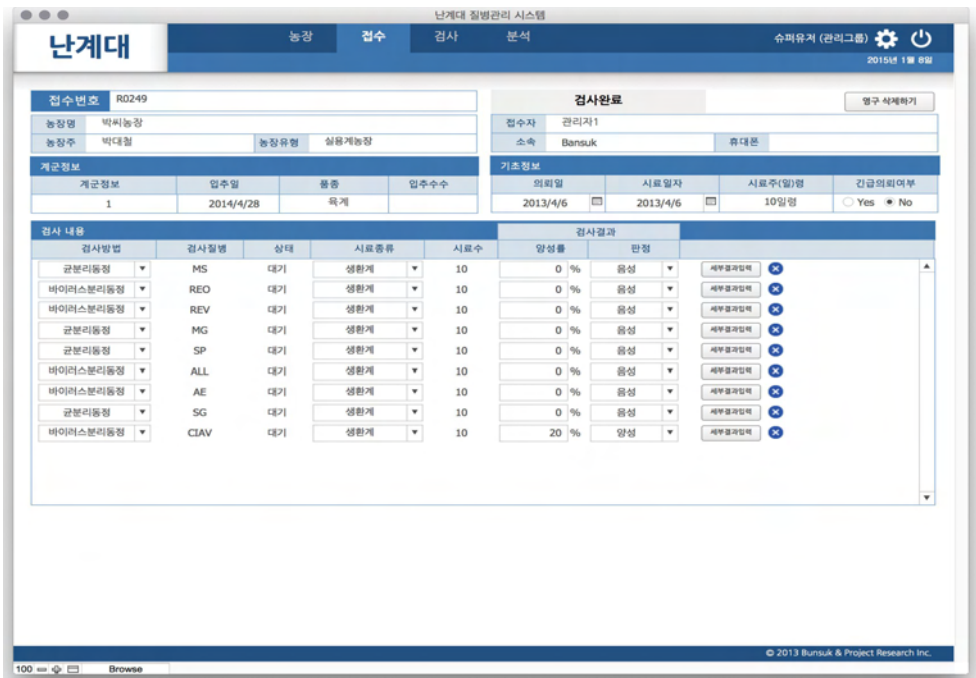 난계대 질병관리 시스템
난계대
농장 접수 검사 분석
슈퍼유저 (관리그룹)
2015년 1월 8일
접수번호 R0249
검사완료
영구 삭제하기
농장명 박씨농장
접수자 관리자1
농장주 박대철 농장유형 실용계농장
소속 Bansuk 휴대폰
계군정보
기초정보
계군정보 입추일 품종 입추수수
의뢰일 시료일자 시료주(일)령 긴급의뢰여부
1 2014/4/28 육계
2013/4/6 2013/4/6 10일령 Yes No
검사 내용
검사결과
검사방법 검사질병 상태 시료종류 시료수 양성률 판정
균분리동정 MS 대기 생환계 10 0 % 음성 세부결과입력
바이러스분리동정 REO 대기 생환계 10 0 % 음성 세부결과입력
바이러스분리동정 REV 대기 생환계 10 0 % 음성 세부결과입력
균분리동정 MG 대기 생환계 10 0 % 음성 세부결과입력
균분리동정 SP 대기 생환계 10 0 % 음성 세부결과입력
바이러스분리동정 ALL 대기 생환계 10 0 % 음성 세부결과입력
바이러스분리동정 AE 대기 생환계 10 0 % 음성 세부결과입력
균분리동정 SG 대기 생환계 10 0 % 음성 세부결과입력
바이러스분리동정 CIAV 대기 생환계 10 20 % 양성 세부결과입력
© 2013 Bunsuk & Project Research Inc.
100 Browse